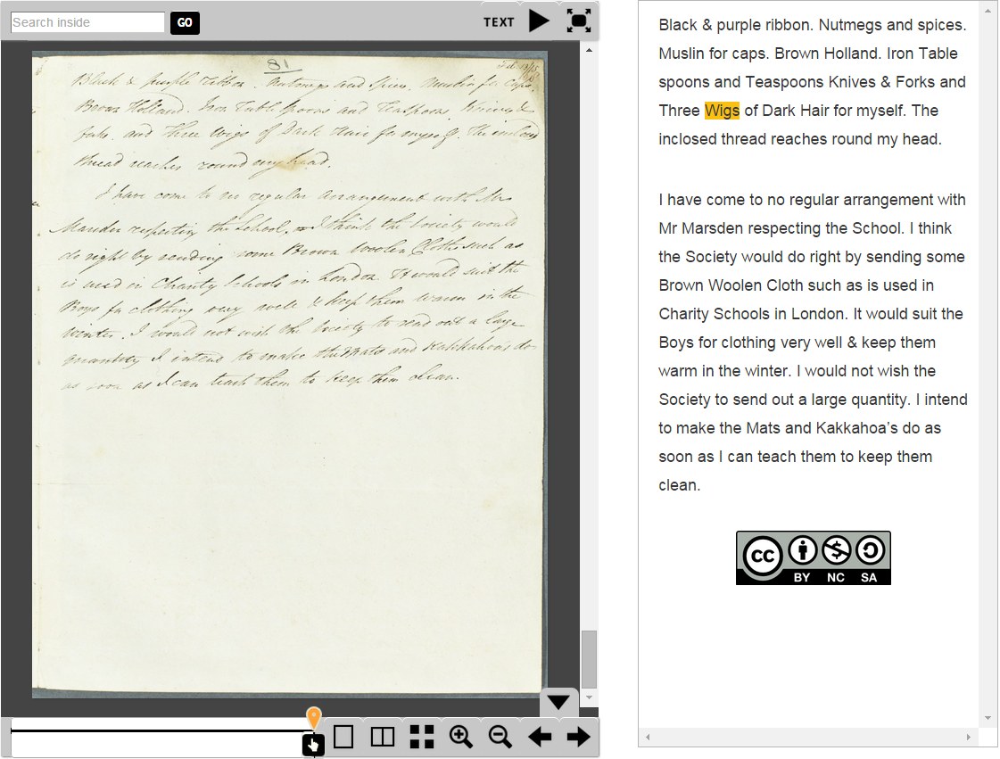 Search inside
GO
TEXT
81
Black & purple ribbon. Nutmegs and Spices. Muslin for Caps.
Brown Holland. Iron Table Spoons and Teaspoons. Knives &
forks. and Three Wigs of Dark Hair for myself. The inclosed
thread reaches round my head.
I have come to no regular arrangement with Mr
Marsden respecting the School. I think the Society would
do right by sending some Brown Woolen Cloth such as
is used in Charity Schools in London. It would suit the
Boys for clothing very well & keep them warm in the
winter. I would not wish the Society to send out a large
quantity. I intend to make the Mats and Kakkahoa's do
as soon as I can teach them to keep them clean.
Black & purple ribbon. Nutmegs and spices.
Muslin for caps. Brown Holland. Iron Table
spoons and Teaspoons Knives & Forks and
Three Wigs of Dark Hair for myself. The
inclosed thread reaches round my head.
I have come to no regular arrangement with
Mr Marsden respecting the School. I think
the Society would do right by sending some
Brown Woolen Cloth such as is used in
Charity Schools in London. It would suit the
Boys for clothing very well & keep them
warm in the winter. I would not wish the
Society to send out a large quantity. I intend
to make the Mats and Kakkahoa’s do as
soon as I can teach them to keep them
clean.
cc
BY NC SA